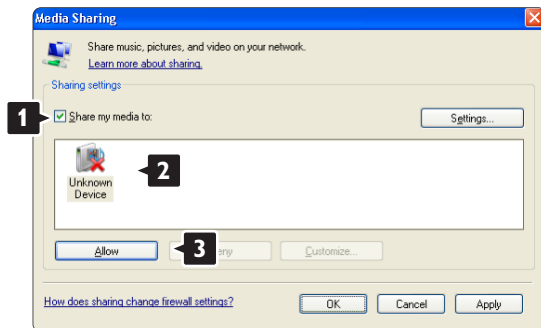 Media Sharing
Share music, pictures, and video on your network.
Learn more about sharing.
Sharing settings
1
Share my media to:
Settings...
Unknown
Device
2
Allow
3
eny
Customize...
How does sharing change firewall settings?
OK
Cancel
Apply